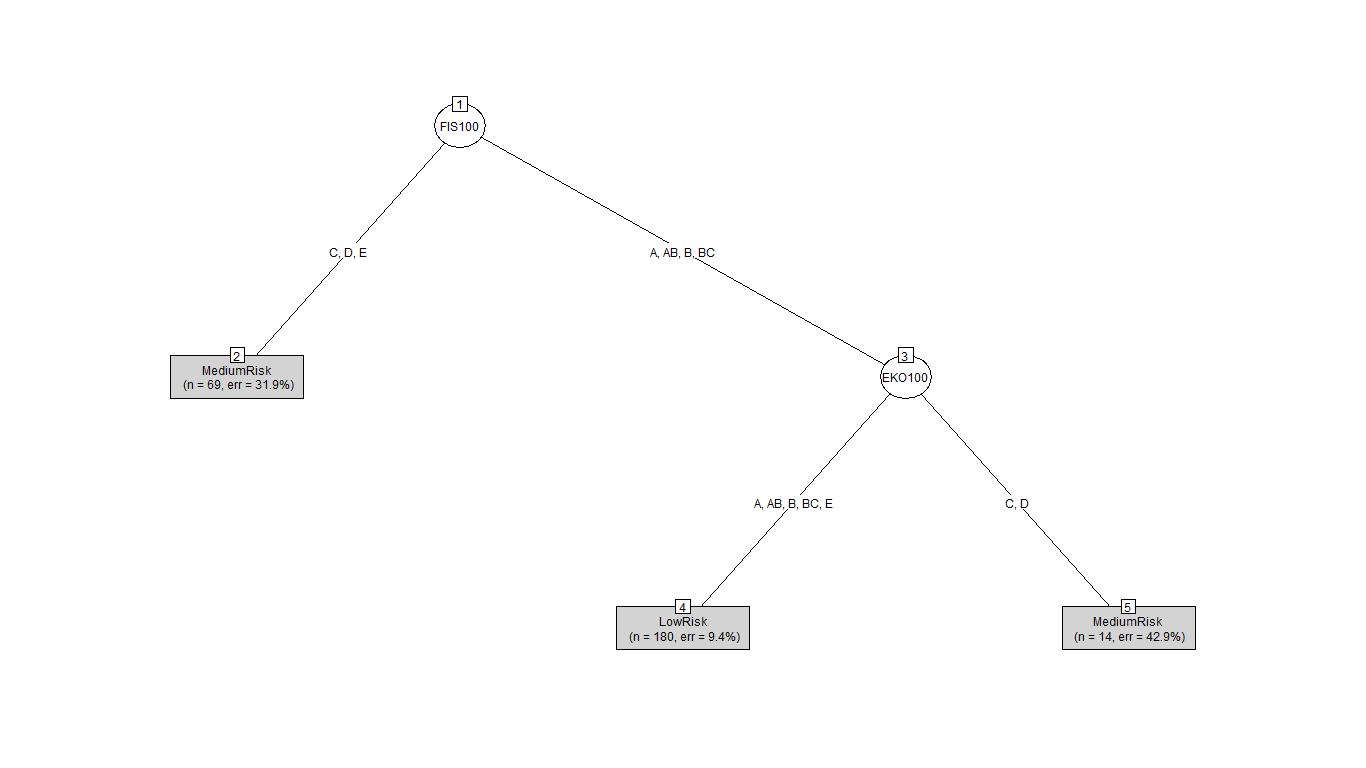 1
FIS100
C, D, E
A, AB, B, BC
2
MediumRisk
(n = 69, err = 31.9%)
3
EKO100
A, AB, B, BC, E
C, D
4
LowRisk
(n = 180, err = 9.4%)
5
MediumRisk
(n = 14, err = 42.9%)